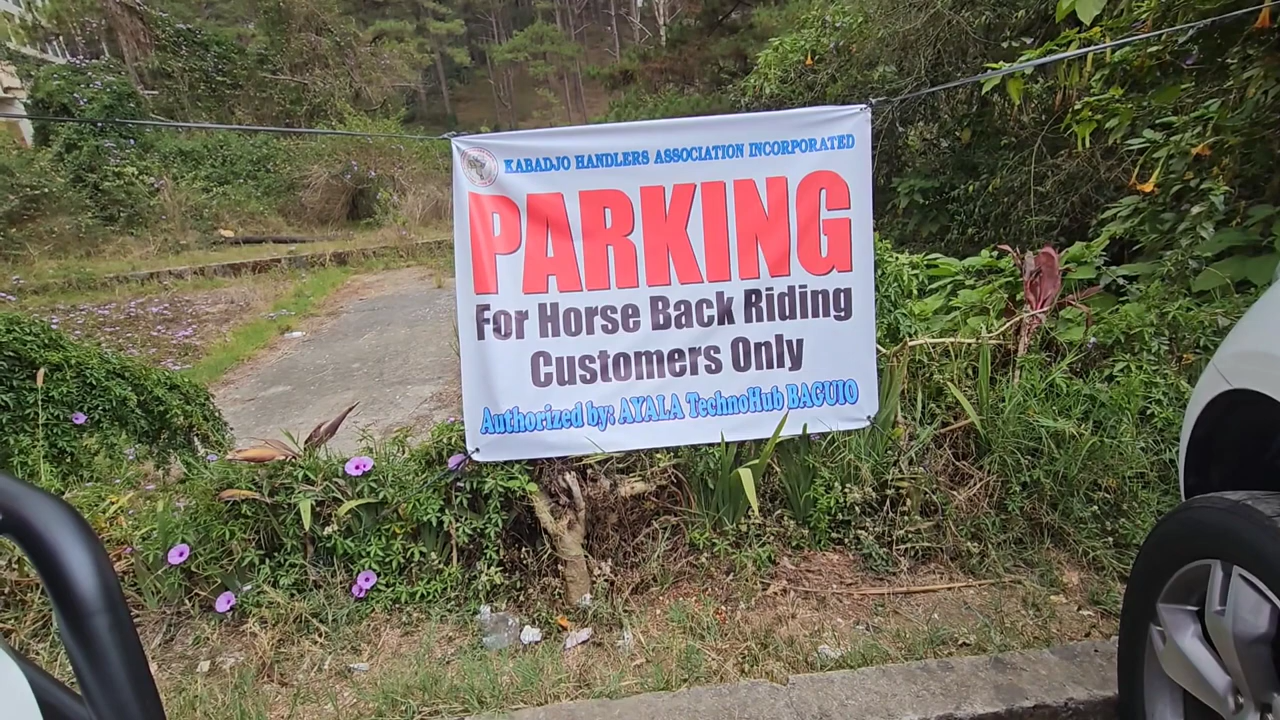 KABADJO HANDLERS ASSOCIATION INCORPORATED
PARKING
For Horse Back Riding
Customers Only
Authorized by: AYALA TechnoHub BAGUIO